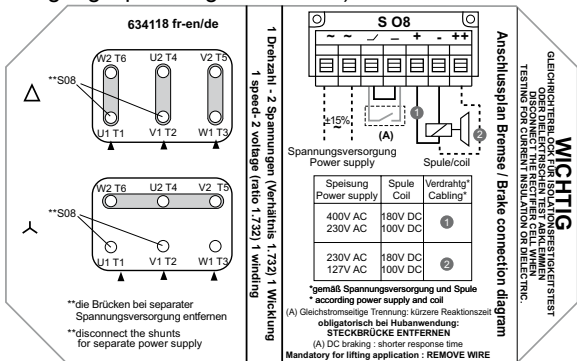 634118 fr-en/de
W2 T6 U2 T4 V2 T5
**S08
Δ
U1 T1 V1 T2 W1 T3
W2 T6 U2 T4 V2 T5
**S08
U1 T1 V1 T2 W1 T3
**die Brücken bei separater
Spannungsversorgung entfernen
**disconnect the shunts
for separate power supply
1 Drehzahl - 2 Spannungen (Verhältnis 1.732) 1 Wicklung
1 speed- 2 voltage (ratio 1.732) 1 winding
S O8
~ ~ + - ++
±15%
~
(A)
1
2
Spannungsversorgung
Power supply
Spule/coil
Speisung Spule Verdrahtg*
Power supply Coil Cabling*
400V AC 180V DC
230V AC 100V DC
1
230V AC 180V DC
127V AC 100V DC
2
*gemäß Spannungsversorgung und Spule
* according power supply and coil
(A) Gleichstromseitige Trennung: kürzere Reaktionszeit
obligatorisch bei Hubanwendung:
STECKBRÜCKE ENTFERNEN
(A) DC braking : shorter response time
Mandatory for lifting application : REMOVE WIRE
Anschlussplan Bremse / Brake connection diagram
WICHTIG
GLEICHRICHTERBLOCK FÜR ISOLATIONSFESTIGKEITSTEST
ODER DIELEKTRISCHEN TEST ABKLEMMEN
DISCONNECT THE RECTIFIER CELL WHEN
TESTING FOR CURRENT INSULATION OR DIELECTRIC.